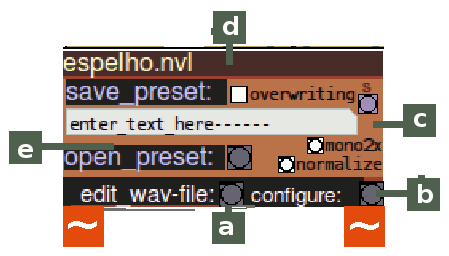 d
espelho.nvl
save_preset: overwriting s
enter_text_here------ c
e mono2x
open_preset: normalize
edit_wav-file: configure: b
~ a ~